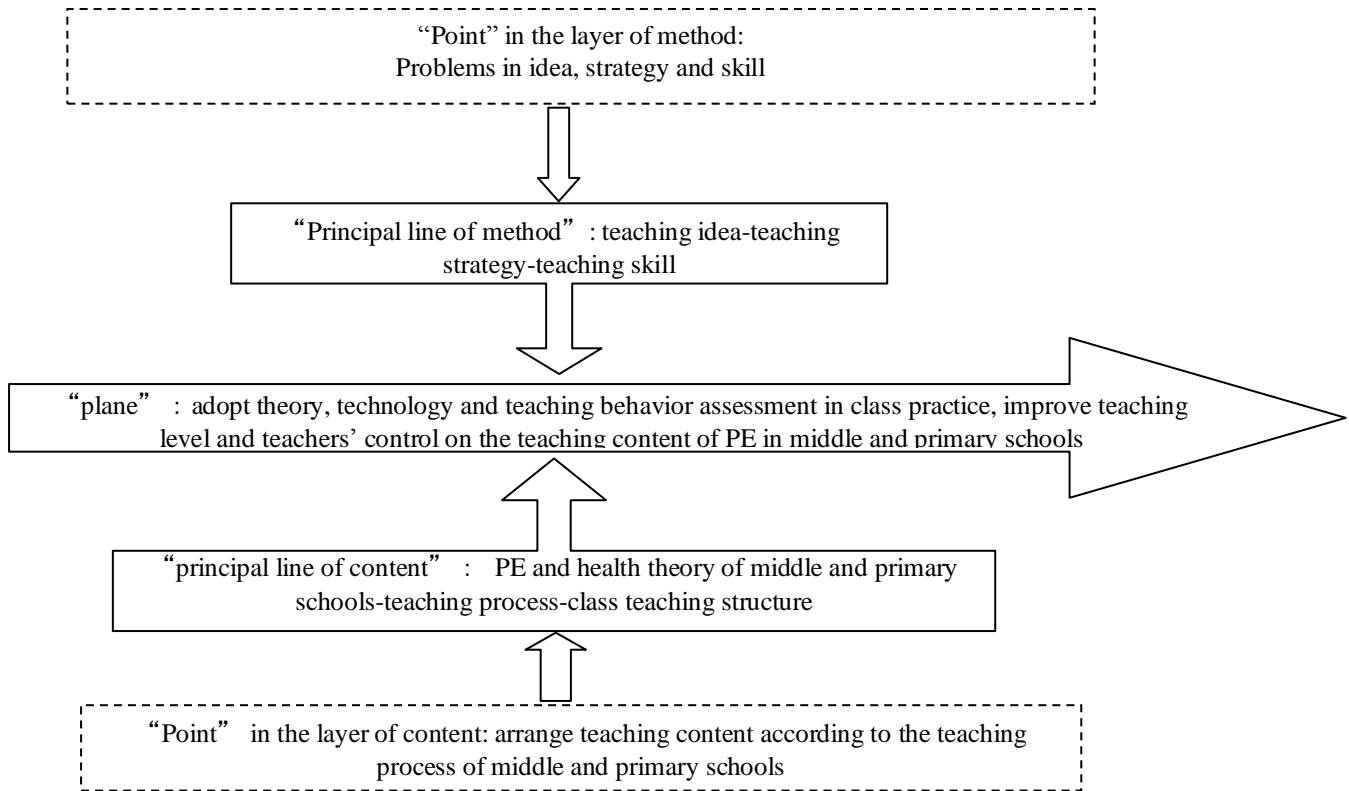 “Point” in the layer of method:
Problems in idea, strategy and skill
“Principal line of method”: teaching idea-teaching
strategy-teaching skill
“plane” : adopt theory, technology and teaching behavior assessment in class practice, improve teaching
level and teachers’ control on the teaching content of PE in middle and primary schools
“principal line of content” : PE and health theory of middle and primary
schools-teaching process-class teaching structure
“Point” in the layer of content: arrange teaching content according to the teaching
process of middle and primary schools